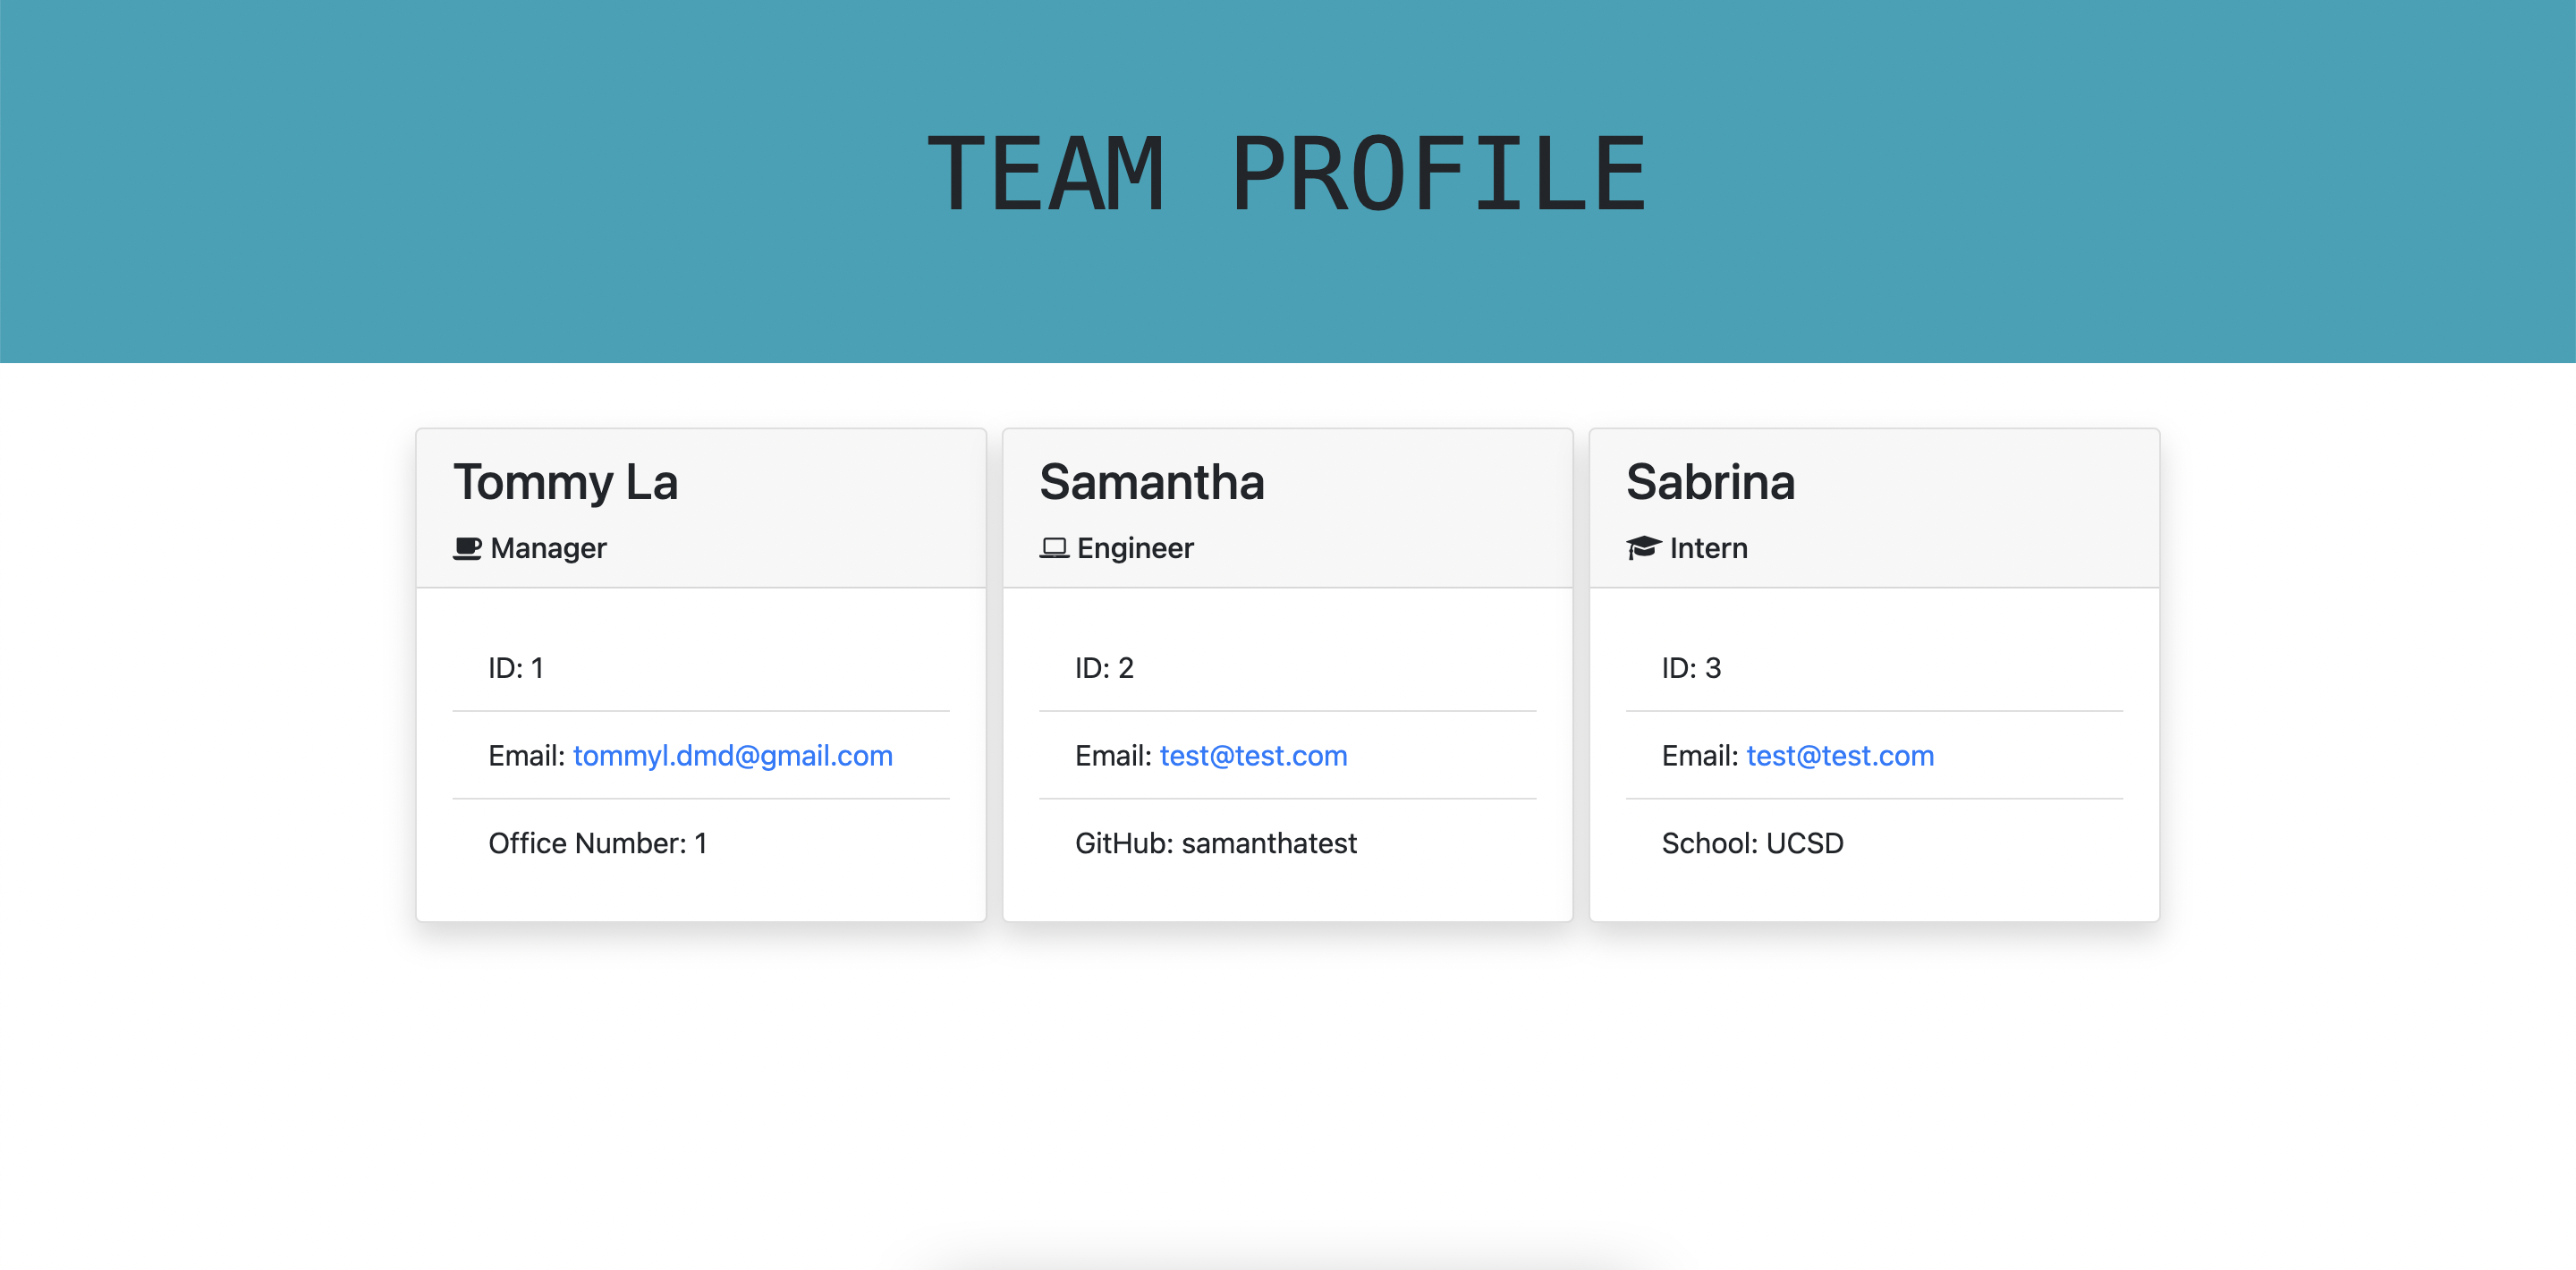 TEAM PROFILE
Tommy La
Manager
ID: 1
Email: tommyl.dmd@gmail.com
Office Number: 1
Samantha
Engineer
ID: 2
Email: test@test.com
GitHub: samanthatest
Sabrina
Intern
ID: 3
Email: test@test.com
School: UCSD